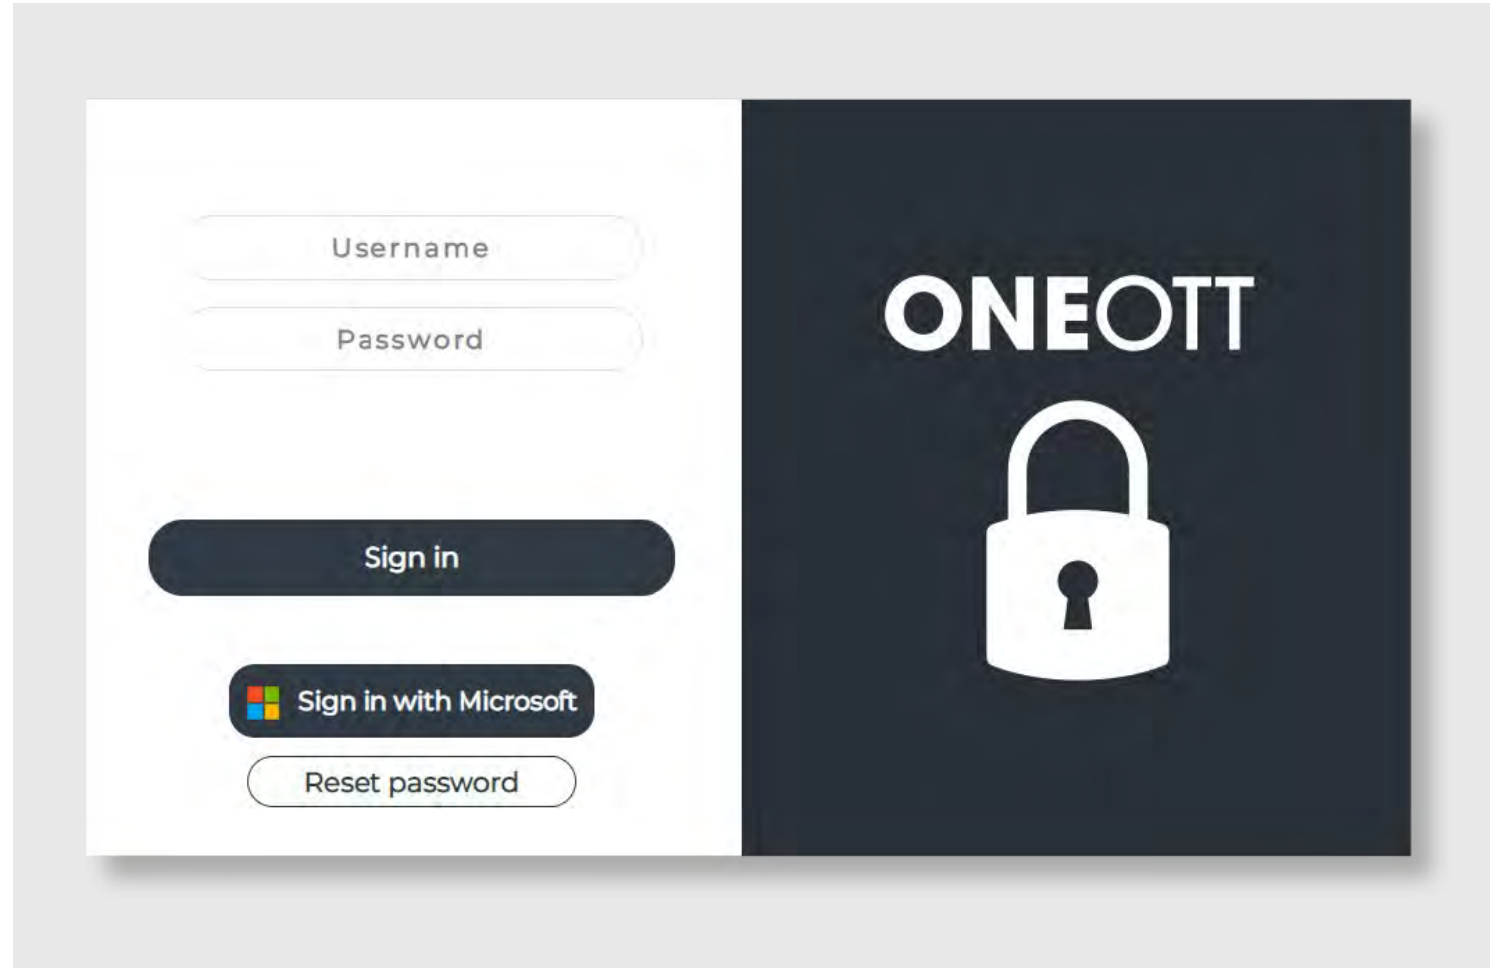 Username
Password
Sign in
Sign in with Microsoft
Reset password
ONEOTT